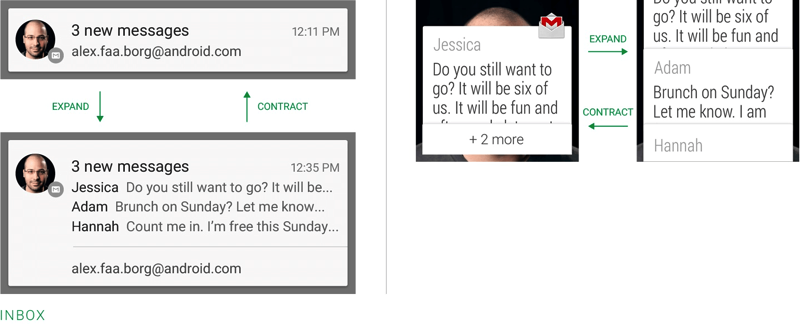 3 new messages 12:11 PM
alex.faa.borg@android.com
EXPAND CONTRACT
3 new messages 12:35 PM
Jessica Do you still want to go? It will be...
Adam Brunch on Sunday? Let me know...
Hannah Count me in. I'm free this Sunday...
alex.faa.borg@android.com
INBOX
Jessica
Do you still want to
go? It will be six of
us. It will be fun and
+ 2 more
EXPAND
CONTRACT
Do you still want to
go? It will be six of
us. It will be fun and
Adam
Brunch on Sunday?
Let me know. I am
Hannah